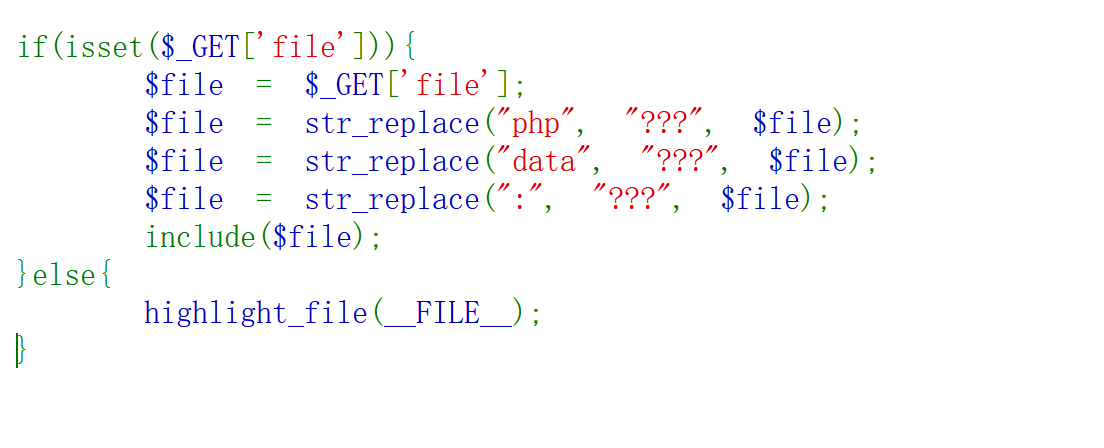 if(isset($_GET['file'])){
$file = $_GET['file'];
$file = str_replace("php", "???", $file);
$file = str_replace("data", "???", $file);
$file = str_replace(":", "???", $file);
include($file);
}else{
highlight_file(__FILE__);
}